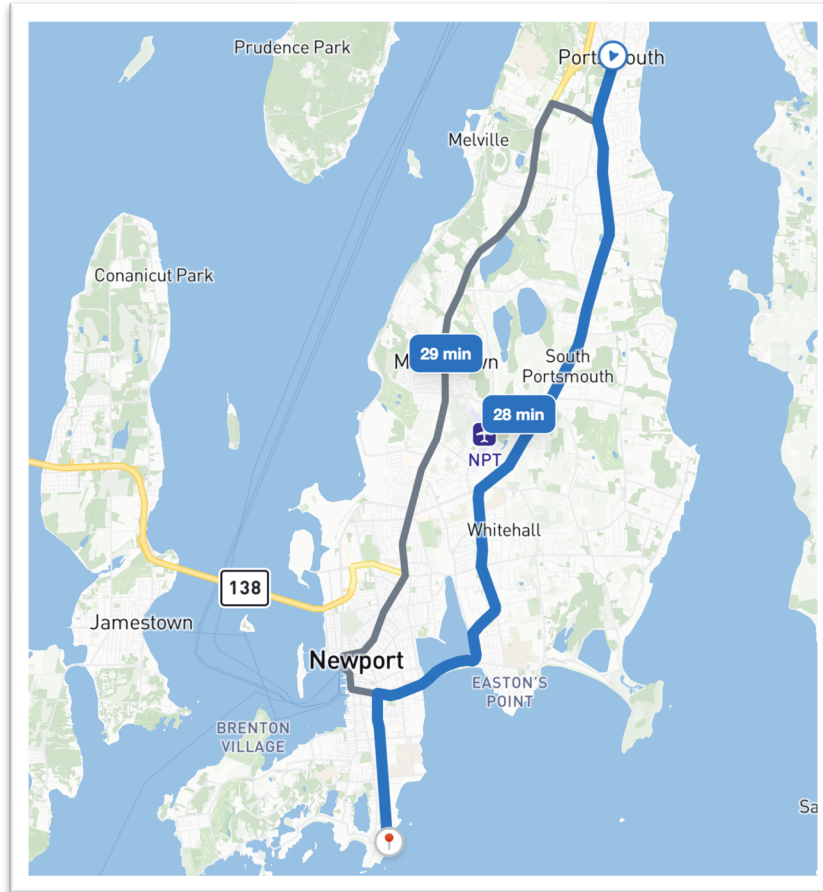 Prudence Park
Melville
Conanicut Park
29 min
South
Portsmouth
28 min
NPT
Whitehall
138
Jamestown
Newport
EASTON'S
POINT
BRENTON
VILLAGE